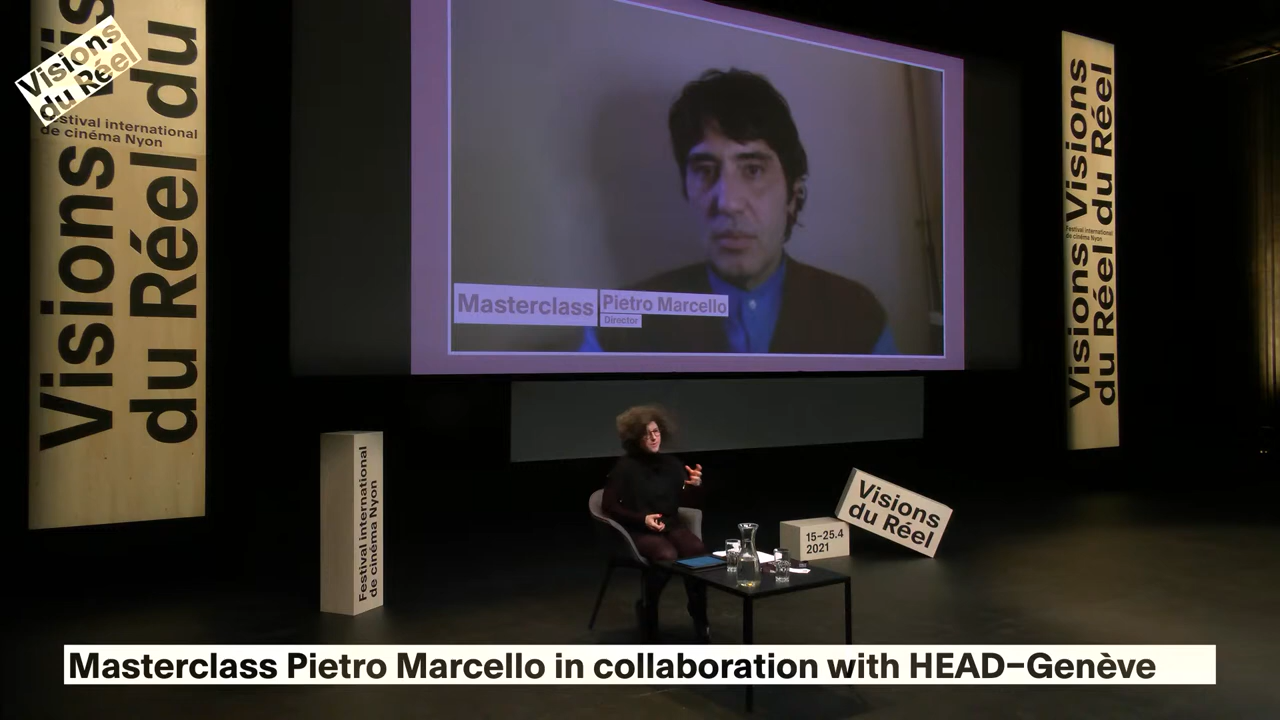 Visions
du Réel
Visions
du Réel du
Festival international
de cinéma Nyon
Masterclass
Pietro Marcello
Director
Visions Visions
du Réel du Réel
Festival international
de cinéma Nyon
Festival international
de cinéma Nyon
15–25.4
2021
Visions
du Réel
Masterclass Pietro Marcello in collaboration with HEAD–Genève